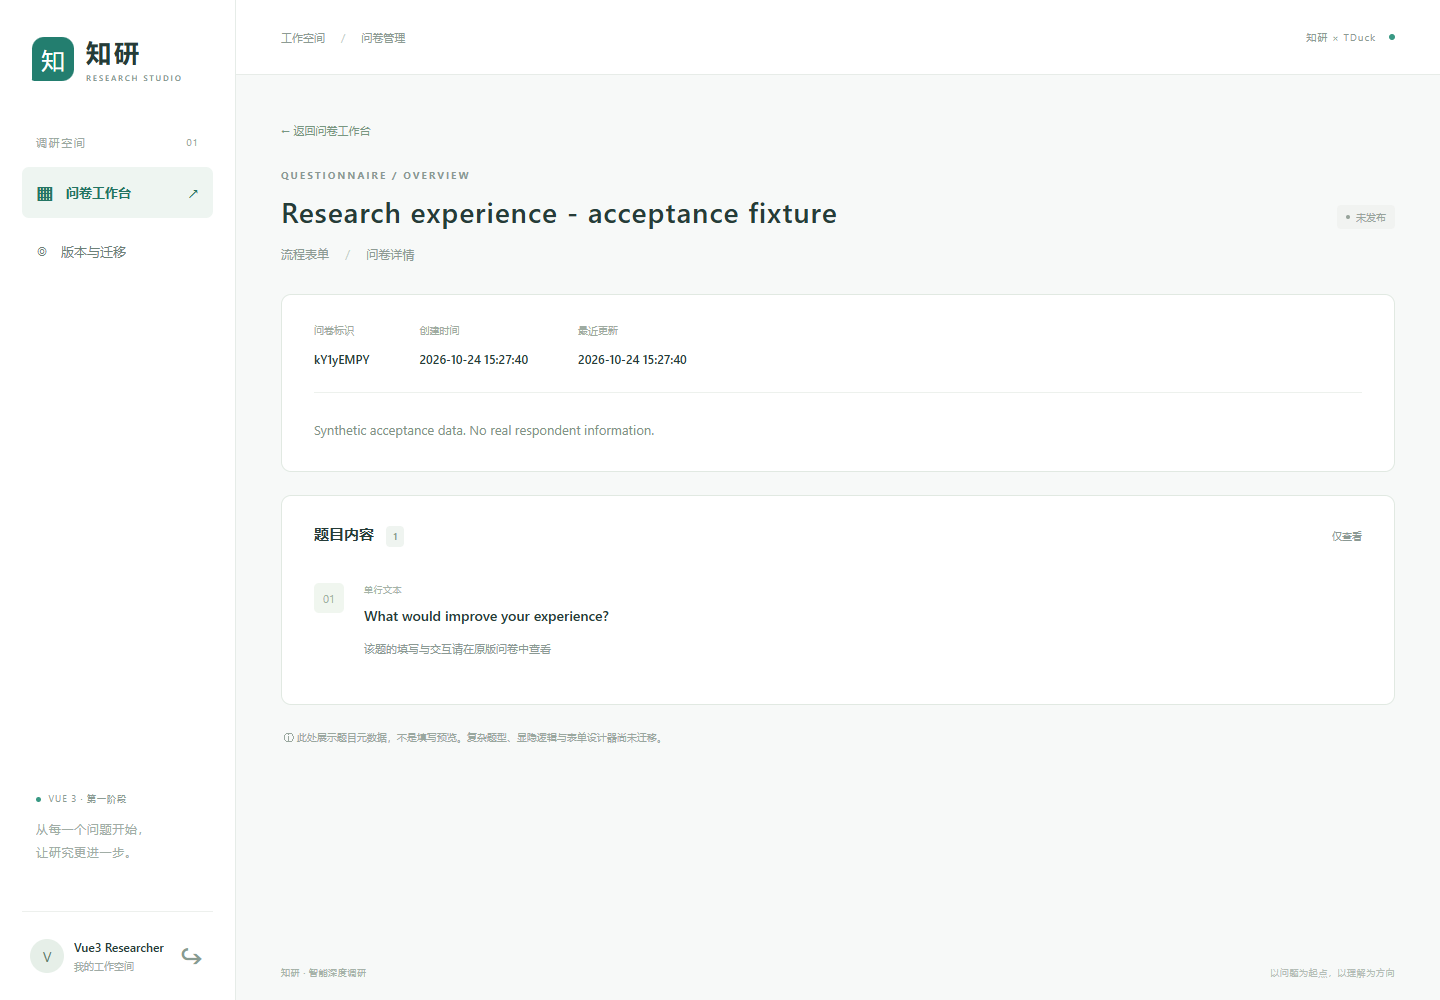 知
知研
RESEARCH STUDIO
调研空间 01
问卷工作台 ↗
版本与迁移
VUE 3 · 第一阶段
从每一个问题开始，
让研究更进一步。
V
Vue3 Researcher
我的工作空间
工作空间 / 问卷管理
知研 × TDuck
← 返回问卷工作台
QUESTIONNAIRE / OVERVIEW
Research experience - acceptance fixture
未发布
流程表单 / 问卷详情
问卷标识 创建时间 最近更新
kY1yEMPY 2026-10-24 15:27:40 2026-10-24 15:27:40
Synthetic acceptance data. No real respondent information.
题目内容 1
仅查看
01
单行文本
What would improve your experience?
该题的填写与交互请在原版问卷中查看
ⓘ 此处展示题目元数据，不是填写预览。复杂题型、显隐逻辑与表单设计器尚未迁移。
知研 · 智能深度调研
以问题为起点，以理解为方向